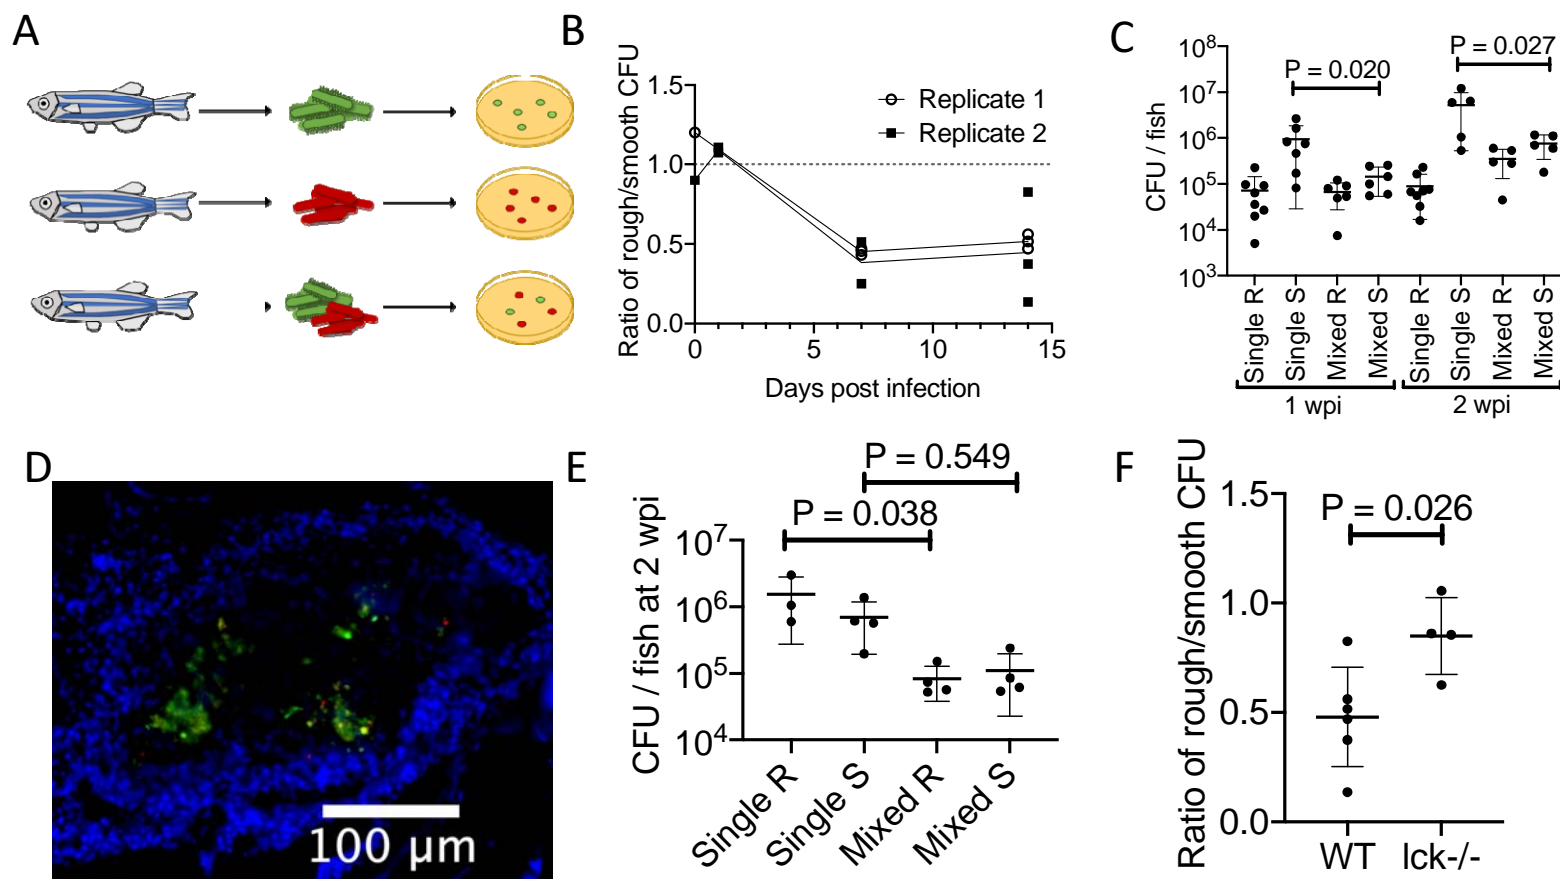 A
B
Ratio of rough/smooth CFU
1.5
1.0
0.5
0.0
0
5
10
15
Days post infection
Replicate 1
Replicate 2
C
CFU / fish
10^8
10^7
10^6
10^5
10^4
10^3
P = 0.020
P = 0.027
Single R
Single S
Mixed R
Mixed S
Single R
Single S
Mixed R
Mixed S
1 wpi
2 wpi
D
100 µm
E
CFU / fish at 2 wpi
10^7
10^6
10^5
10^4
P = 0.549
P = 0.038
Single R
Single S
Mixed R
Mixed S
F
Ratio of rough/smooth CFU
1.5
1.0
0.5
0.0
P = 0.026
WT
lck-/-